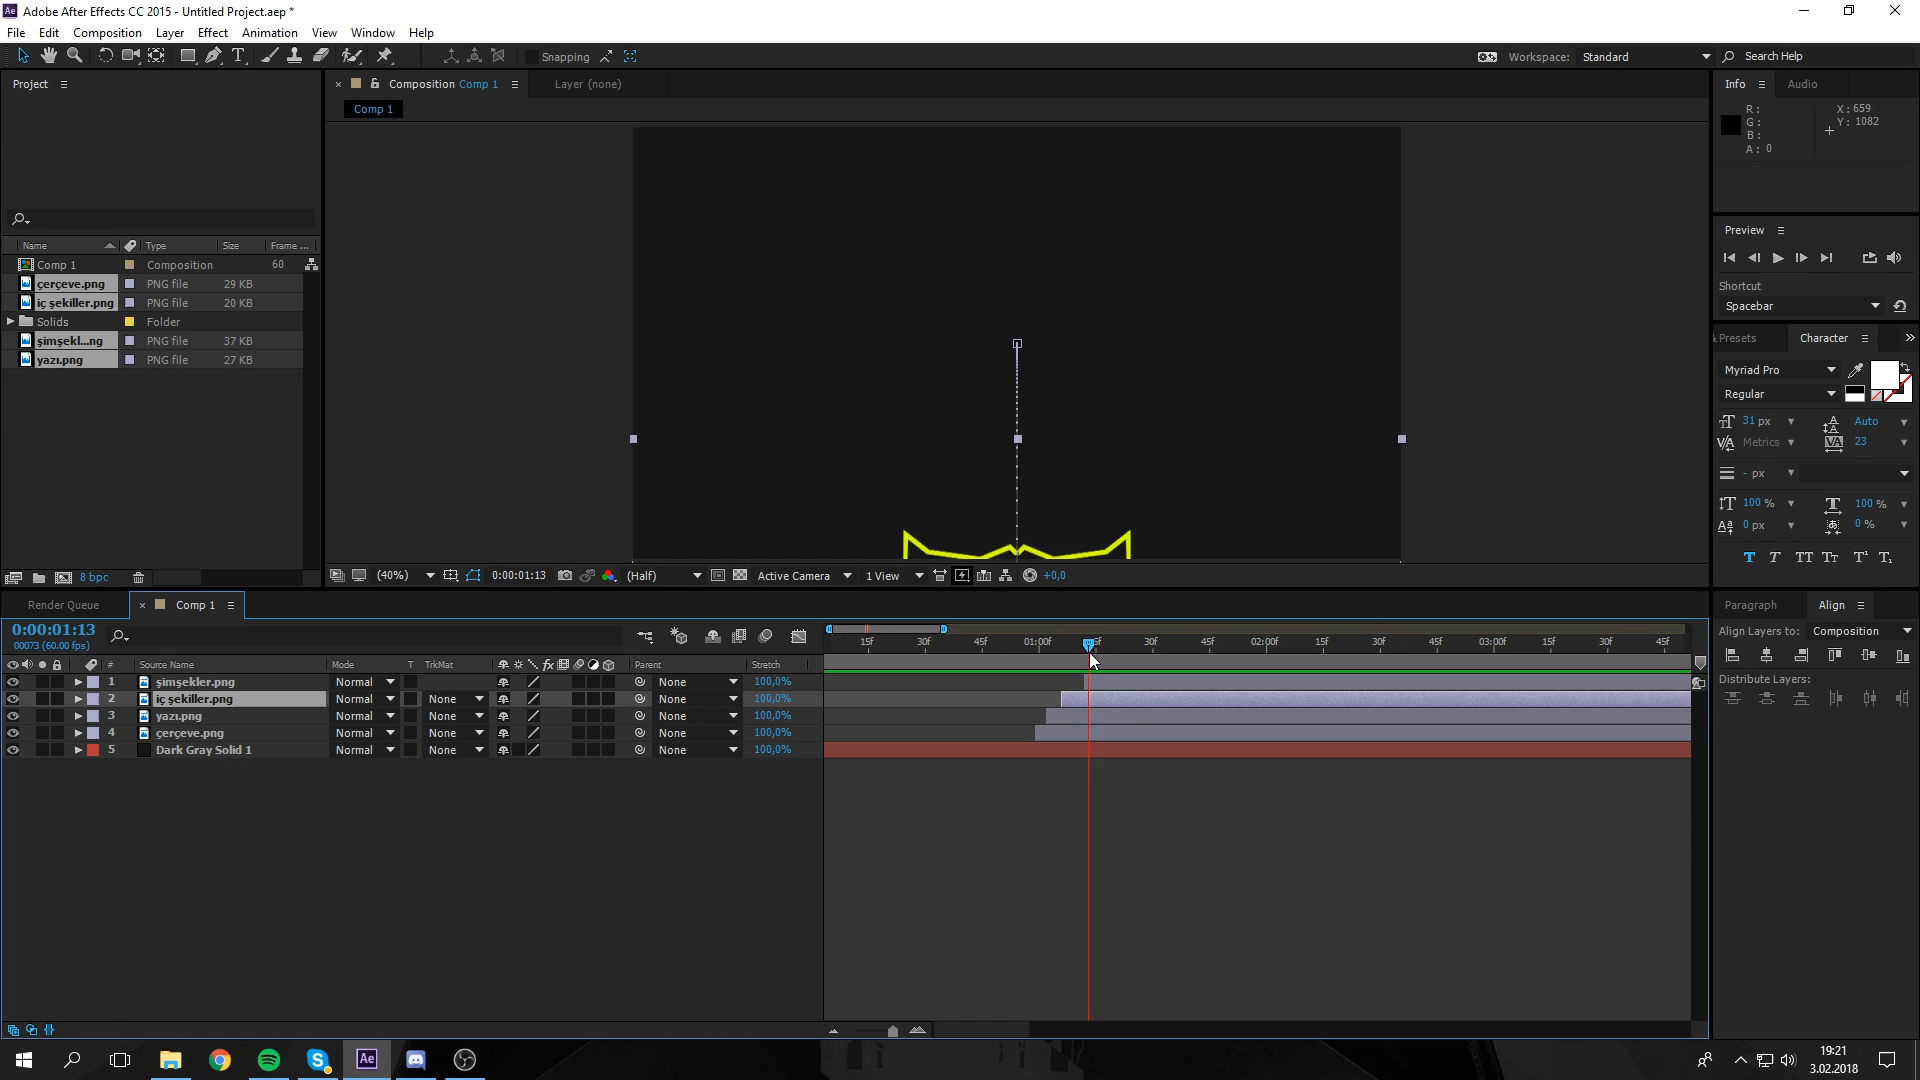 Adobe After Effects CC 2015 - Untitled Project.aep *
File Edit Composition Layer Effect Animation View Window Help
Snapping
Workspace: Standard
Search Help
Project
Composition Comp 1
Layer (none)
Comp 1
Name Type Size Frame ...
Comp 1 Composition 60
çerçeve.png PNG file 29 KB
iç şekiller.png PNG file 20 KB
Solids Folder
şimşekl...ng PNG file 37 KB
yazı.png PNG file 27 KB
8 bpc
(40%) 0:00:01:13 (Half) Active Camera 1 View +0,0
Info Audio
R: X: 659
G: Y: 1082
B:
A: 0
Preview
Shortcut
Spacebar
Presets Character
Myriad Pro
Regular
31 px Auto
Metrics 23
- px
100 % 100 %
0 px 0 %
T T TT Tт T¹ T₁
Paragraph Align
Align Layers to: Composition
Distribute Layers:
Render Queue Comp 1
0:00:01:13
00073 (60.00 fps)
15f 30f 45f 01:00f 15f 30f 45f 02:00f 15f 30f 45f 03:00f 15f 30f 45f
# Source Name Mode T TrkMat fx Parent Stretch
1 şimşekler.png Normal None 100,0%
2 iç şekiller.png Normal None None 100,0%
3 yazı.png Normal None None 100,0%
4 çerçeve.png Normal None None 100,0%
5 Dark Gray Solid 1 Normal None None 100,0%
Ae
19:21
3.02.2018